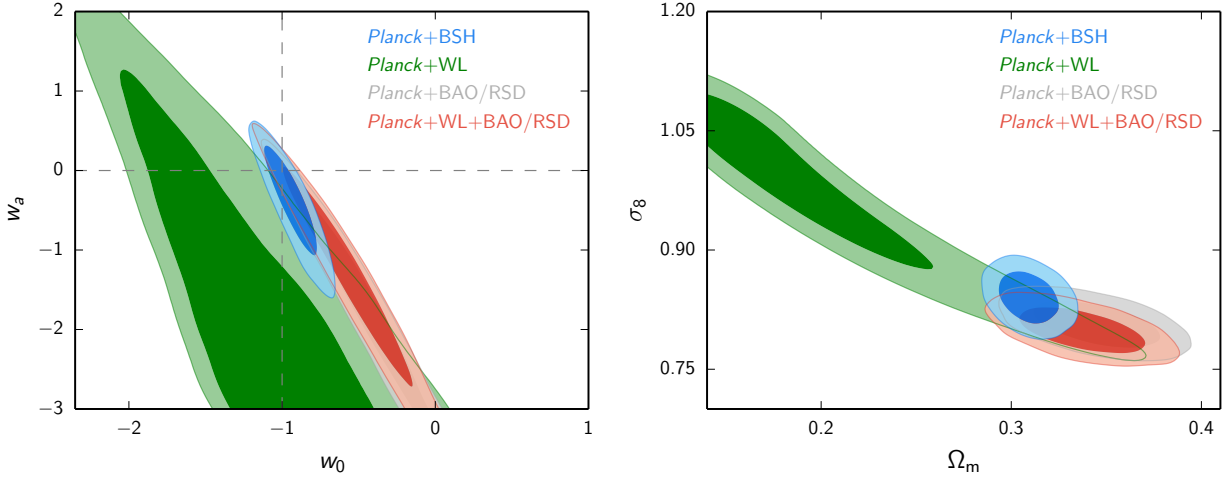 2
1
0
−1
−2
−3
w_a
Planck+BSH
Planck+WL
Planck+BAO/RSD
Planck+WL+BAO/RSD
−2 −1 0 1
w_0
1.20
1.05
0.90
0.75
σ_8
Planck+BSH
Planck+WL
Planck+BAO/RSD
Planck+WL+BAO/RSD
0.2 0.3 0.4
Ω_m